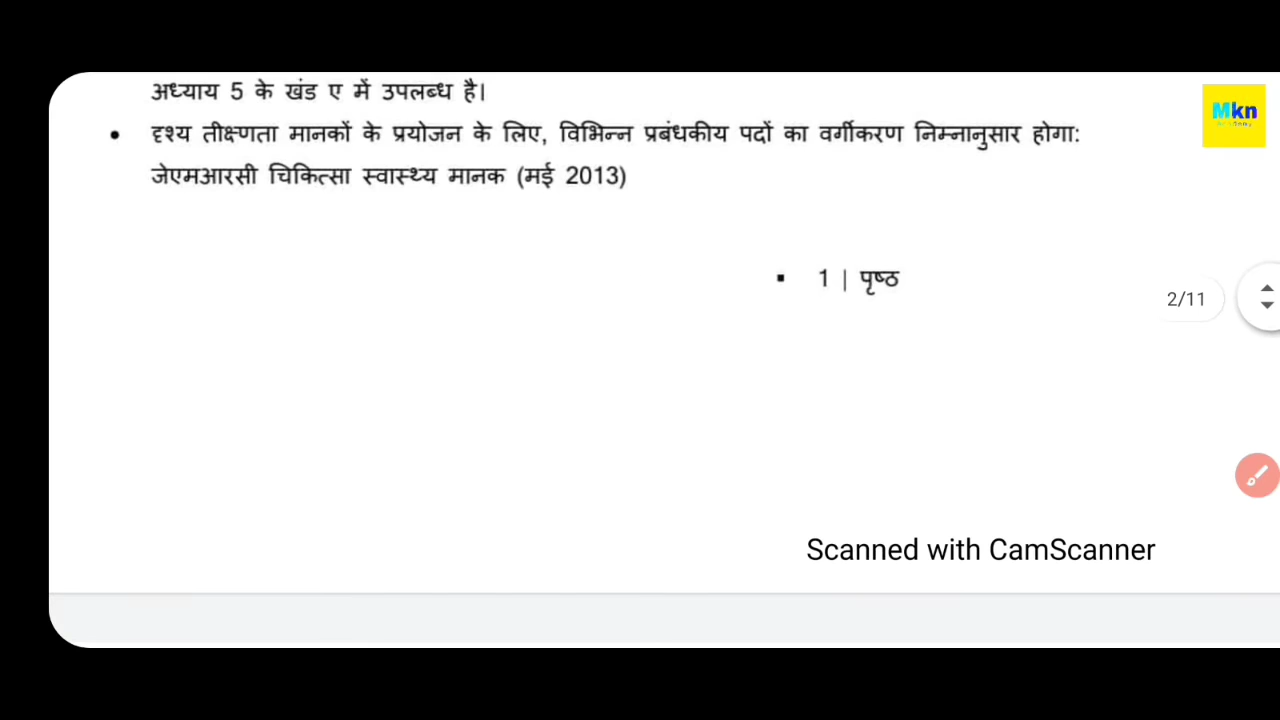 अध्याय 5 के खंड ए में उपलब्ध है।
Mkn
• दृश्य तीक्ष्णता मानकों के प्रयोजन के लिए, विभिन्न प्रबंधकीय पदों का वर्गीकरण निम्नानुसार होगा:
जेएमआरसी चिकित्सा स्वास्थ्य मानक (मई 2013)
▪ 1 | पृष्ठ
2/11
Scanned with CamScanner